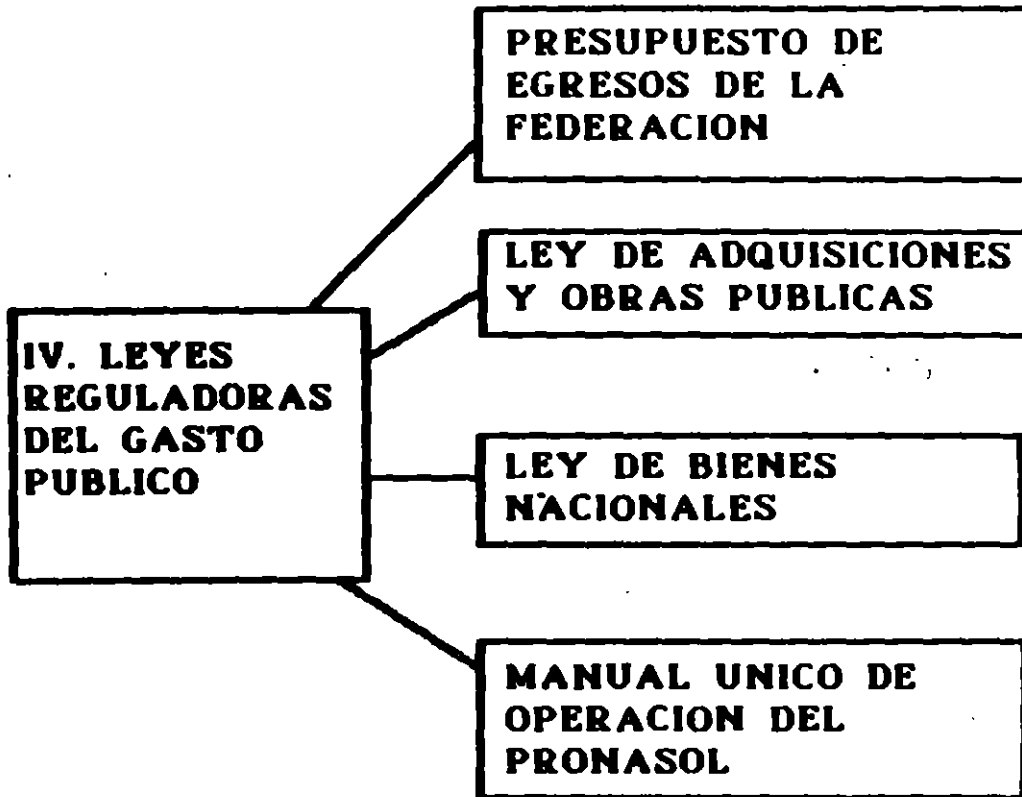 PRESUPUESTO DE
EGRESOS DE LA
FEDERACION
LEY DE ADQUISICIONES
Y OBRAS PUBLICAS
IV. LEYES
REGULADORAS
DEL GASTO
PUBLICO
LEY DE BIENES
NACIONALES
MANUAL UNICO DE
OPERACION DEL
PRONASOL